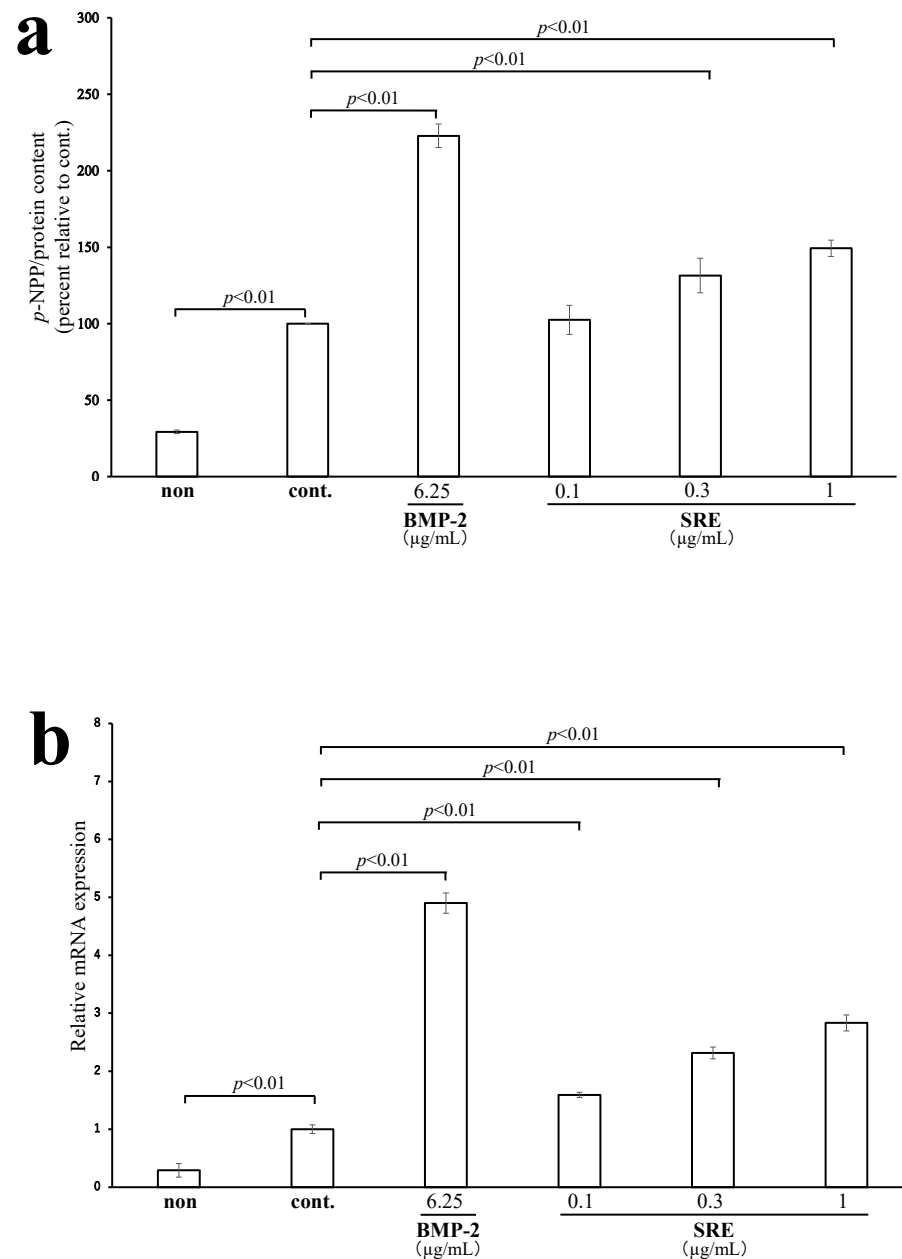 a
300
250
200
150
100
50
0
p-NPP/protein content
(percent relative to cont.)
p<0.01
p<0.01
p<0.01
p<0.01
non cont. 6.25 0.1 0.3 1
BMP-2 SRE
(µg/mL) (µg/mL)
b
8
7
6
5
4
3
2
1
0
Relative mRNA expression
p<0.01
p<0.01
p<0.01
p<0.01
p<0.01
non cont. 6.25 0.1 0.3 1
BMP-2 SRE
(µg/mL) (µg/mL)